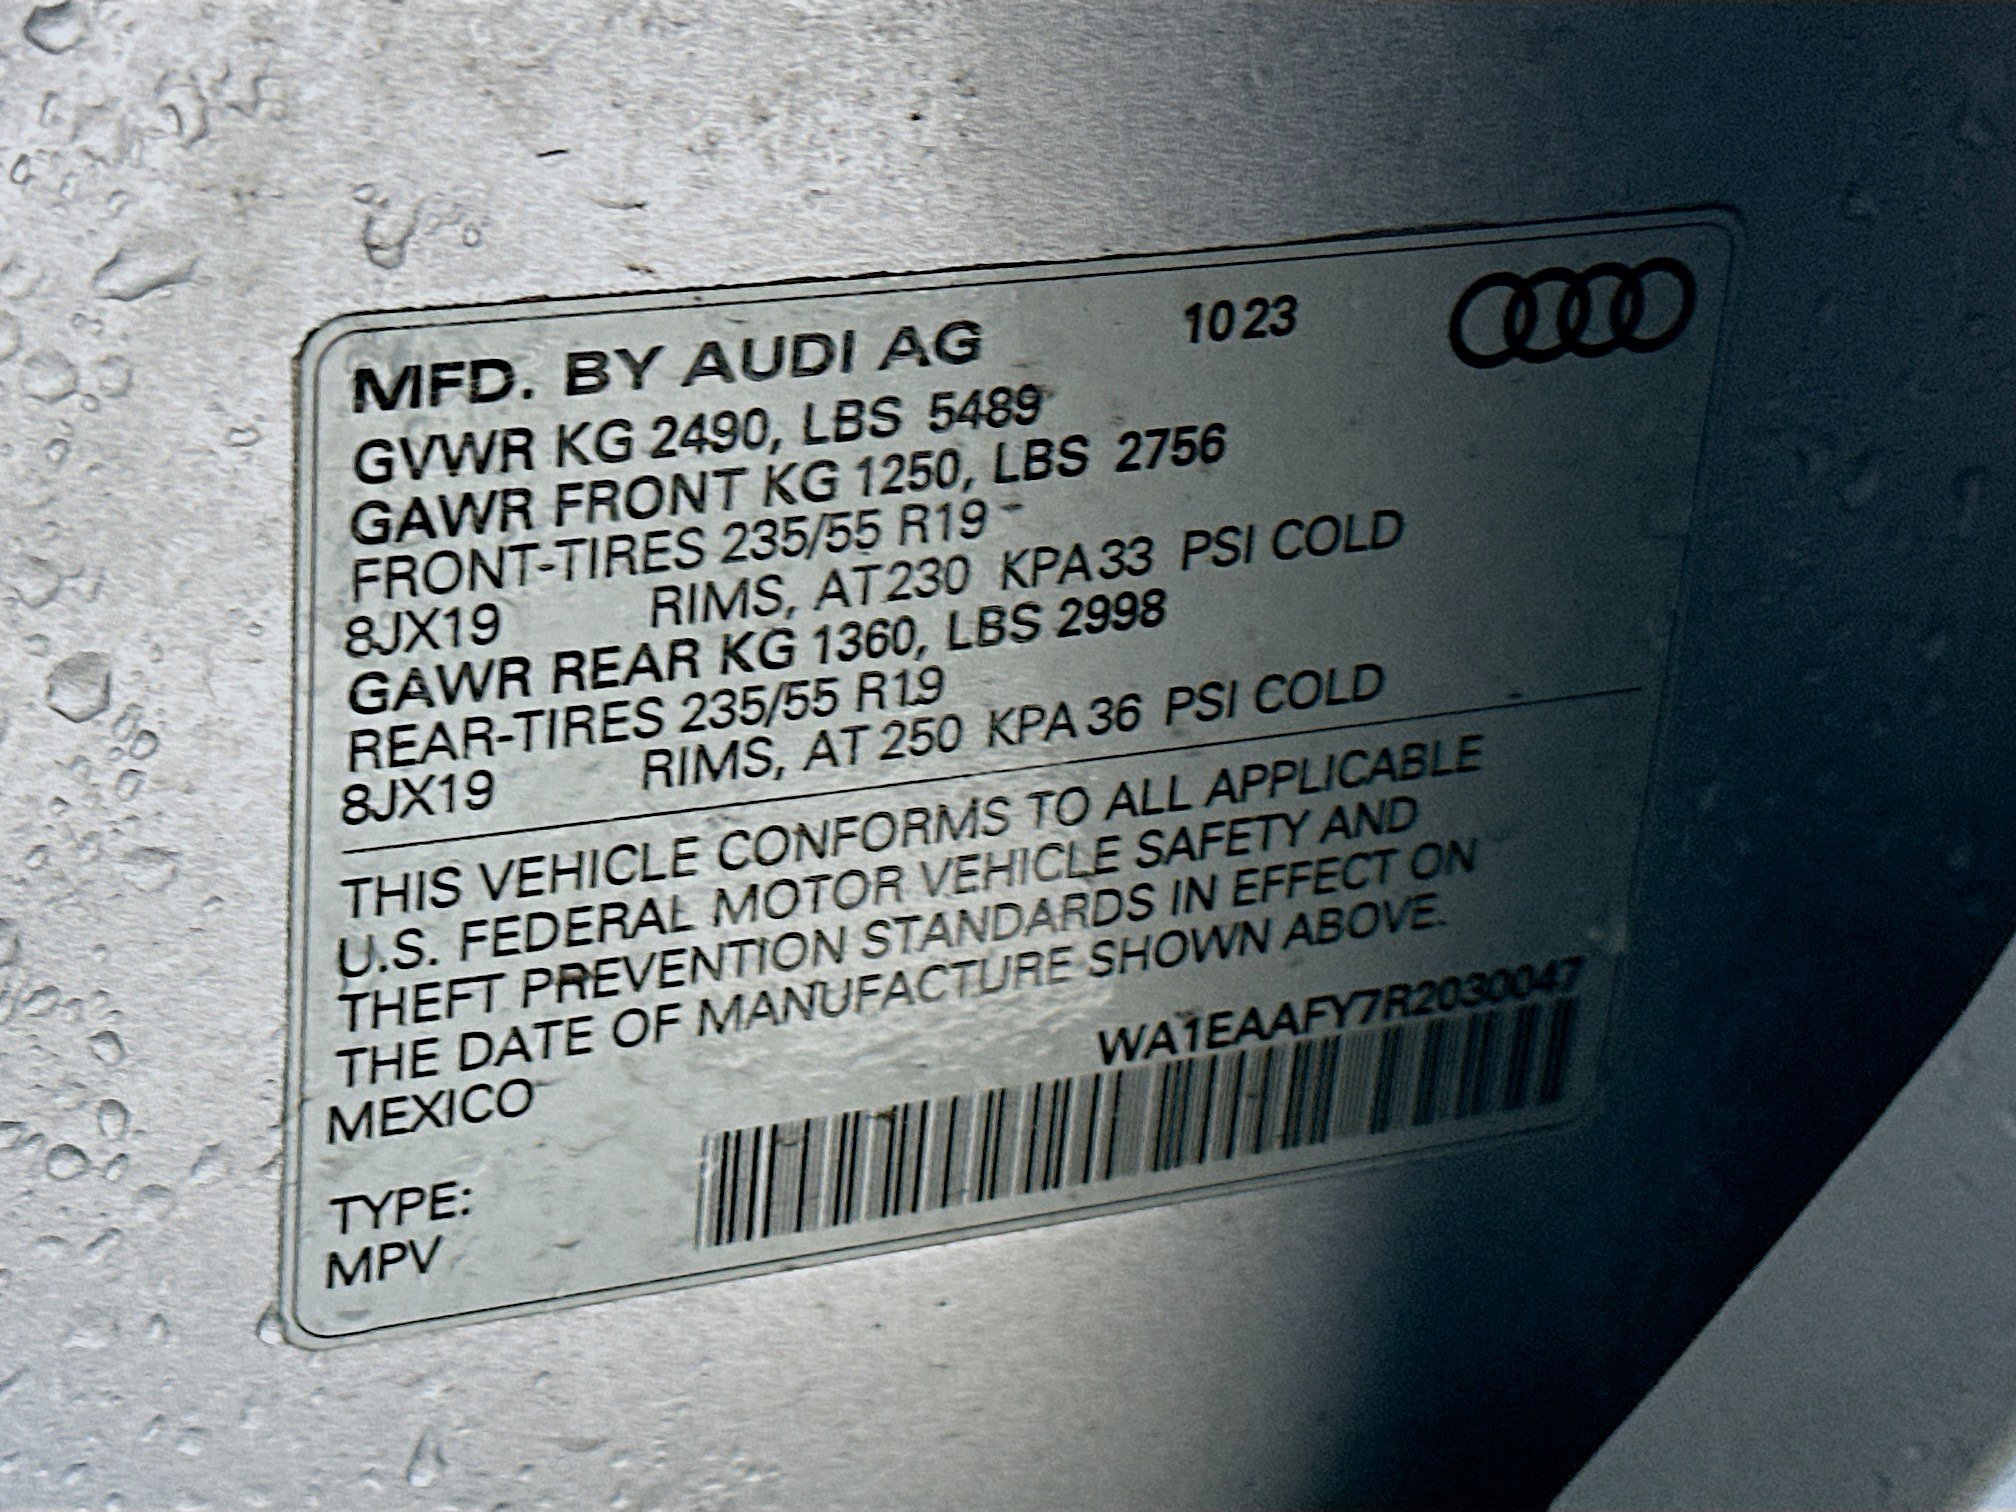 MFD. BY AUDI AG 10 23
GVWR KG 2490, LBS 5489
GAWR FRONT KG 1250, LBS 2756
FRONT-TIRES 235/55 R19
8JX19 RIMS, AT 230 KPA 33 PSI COLD
GAWR REAR KG 1360, LBS 2998
REAR-TIRES 235/55 R19
8JX19 RIMS, AT 250 KPA 36 PSI COLD
THIS VEHICLE CONFORMS TO ALL APPLICABLE
U.S. FEDERAL MOTOR VEHICLE SAFETY AND
THEFT PREVENTION STANDARDS IN EFFECT ON
THE DATE OF MANUFACTURE SHOWN ABOVE.
MEXICO WA1EAAFY7R2030047
TYPE:
MPV